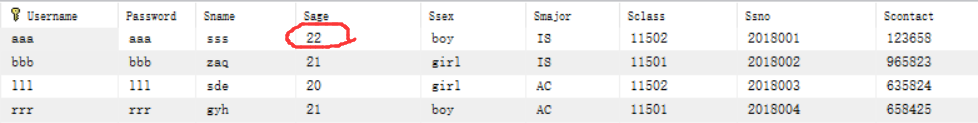 Username Password Sname Sage Ssex Smajor Sclass Ssno Scontact
aaa aaa sss 22 boy IS 11502 2018001 123658
bbb bbb zaq 21 girl IS 11501 2018002 965823
lll lll sde 20 girl AC 11502 2018003 635824
rrr rrr gyh 21 boy AC 11501 2018004 658425